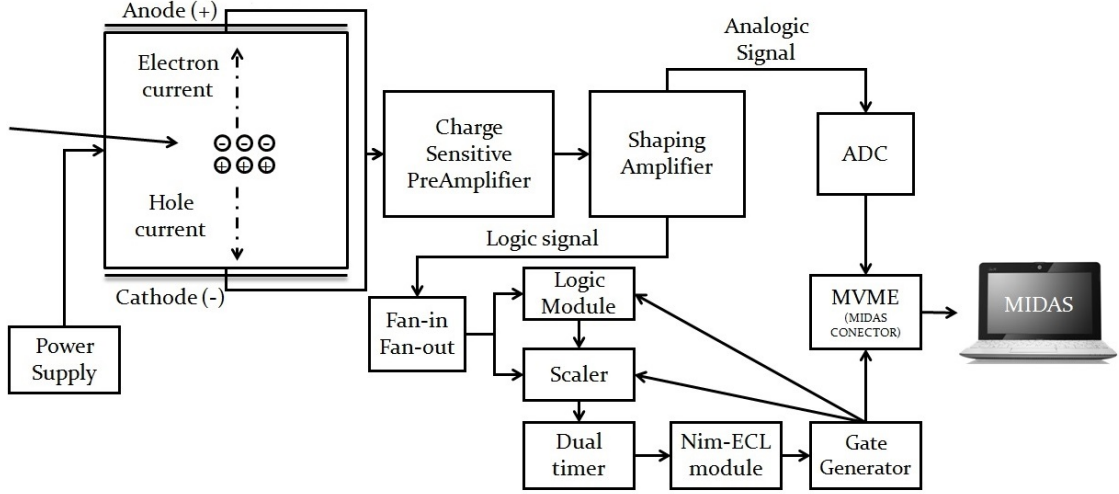 Anode (+)
Electron
current
Hole
current
Cathode (-)
Power
Supply
Charge
Sensitive
PreAmplifier
Shaping
Amplifier
Analogic
Signal
ADC
Logic signal
Fan-in
Fan-out
Logic
Module
Scaler
Dual
timer
Nim-ECL
module
Gate
Generator
MVME
(MIDAS
CONECTOR)
MIDAS